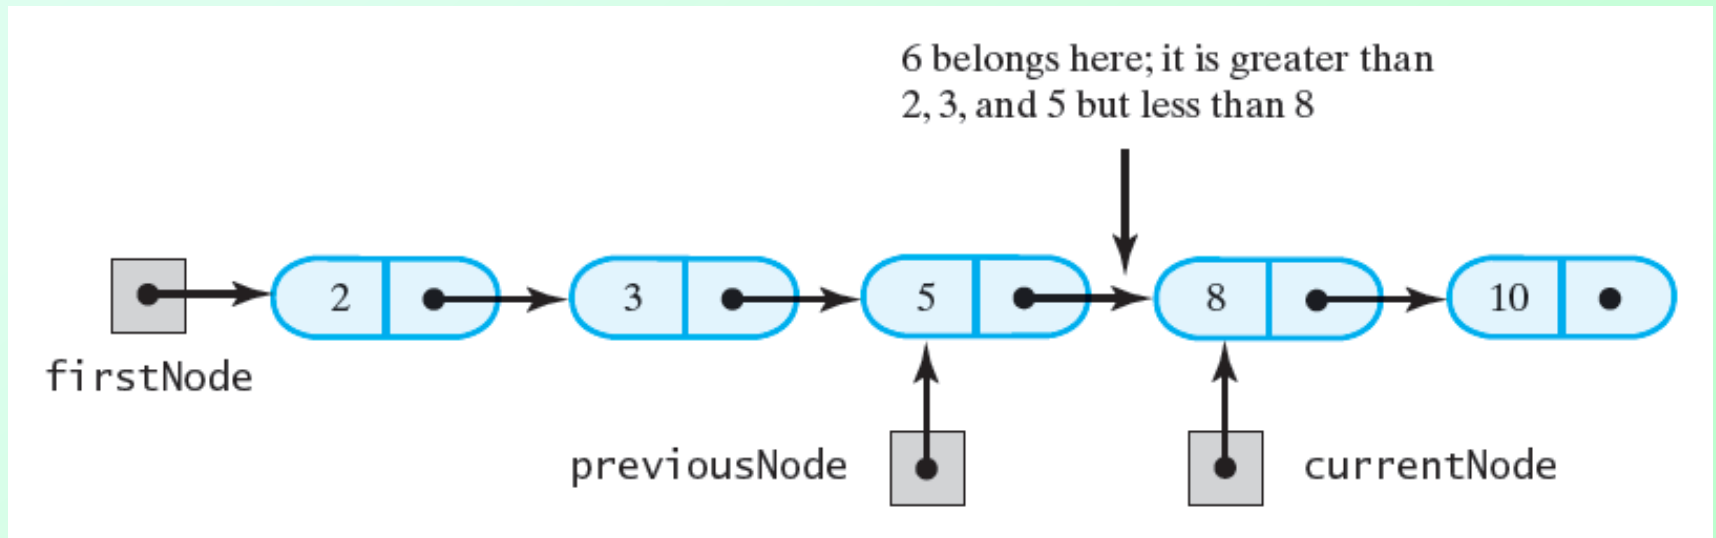 6 belongs here; it is greater than
2, 3, and 5 but less than 8
2 3 5 8 10
firstNode
previousNode currentNode